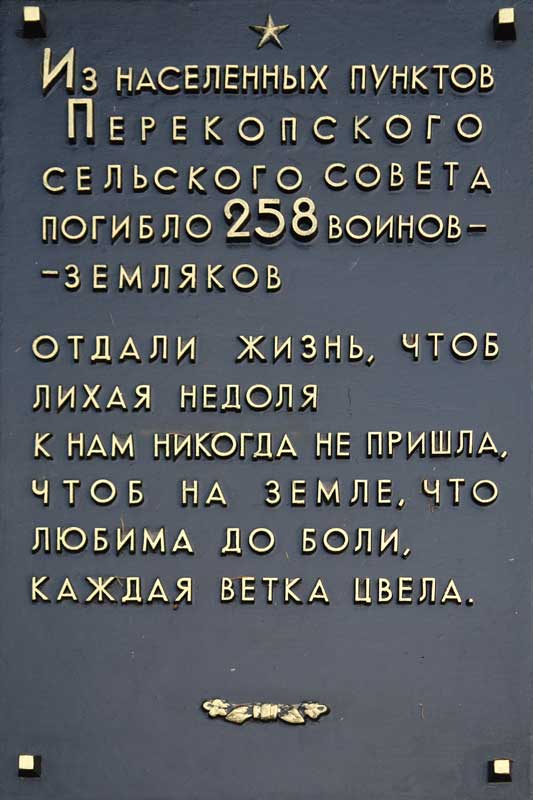 Из населенных пунктов
Перекопского
сельского совета
погибло 258 воинов-
-земляков
отдали жизнь, чтоб
лихая недоля
к нам никогда не пришла,
чтоб на земле, что
любима до боли,
каждая ветка цвела.